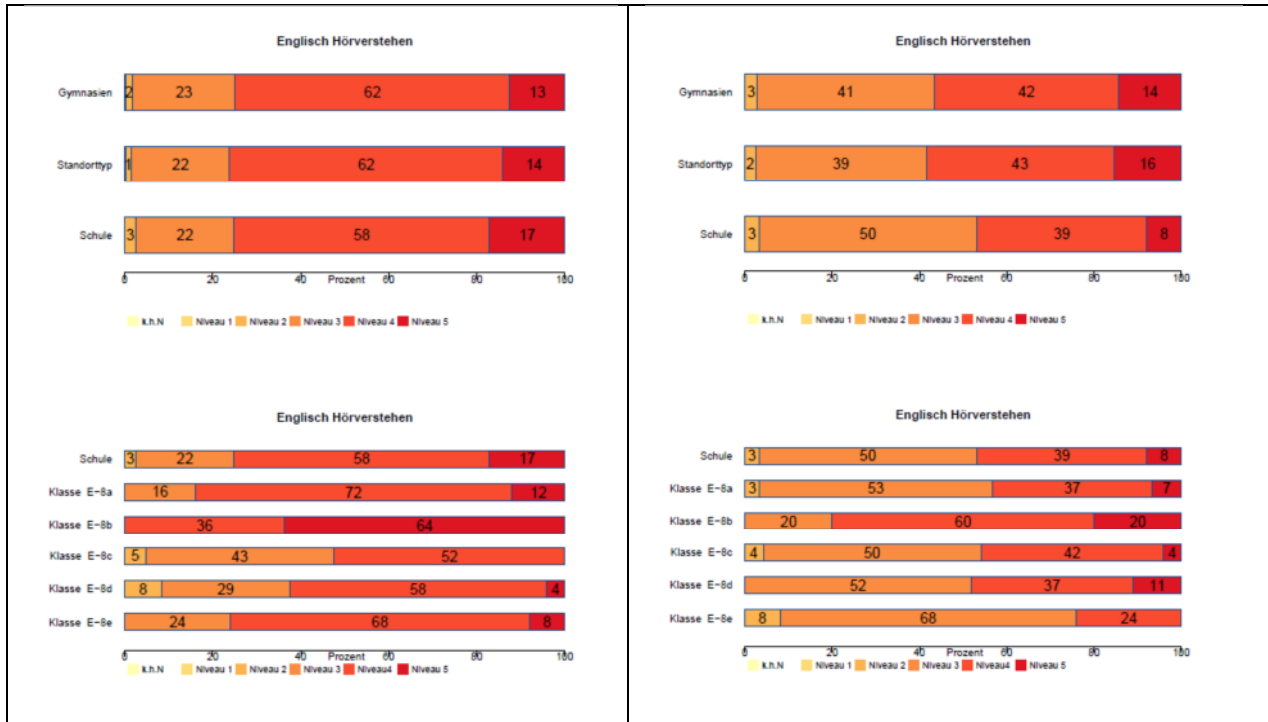 Englisch Hörverstehen
Gymnasien 2 23 62 13
Standorttyp 1 22 62 14
Schule 3 22 58 17
0 20 40 Prozent 60 80 100
k.h.N Niveau 1 Niveau 2 Niveau 3 Niveau 4 Niveau 5
Englisch Hörverstehen
Schule 3 22 58 17
Klasse E-8a 16 72 12
Klasse E-8b 36 64
Klasse E-8c 5 43 52
Klasse E-8d 8 29 58 4
Klasse E-8e 24 68 8
0 20 40 Prozent 60 80 100
k.h.N Niveau 1 Niveau 2 Niveau 3 Niveau4 Niveau 5
Englisch Hörverstehen
Gymnasien 3 41 42 14
Standorttyp 2 39 43 16
Schule 3 50 39 8
0 20 40 Prozent 60 80 100
k.h.N Niveau 1 Niveau 2 Niveau 3 Niveau 4 Niveau 5
Englisch Hörverstehen
Schule 3 50 39 8
Klasse E-8a 3 53 37 7
Klasse E-8b 20 60 20
Klasse E-8c 4 50 42 4
Klasse E-8d 52 37 11
Klasse E-8e 8 68 24
0 20 40 Prozent 60 80 100
k.h.N Niveau 1 Niveau 2 Niveau 3 Niveau4 Niveau 5